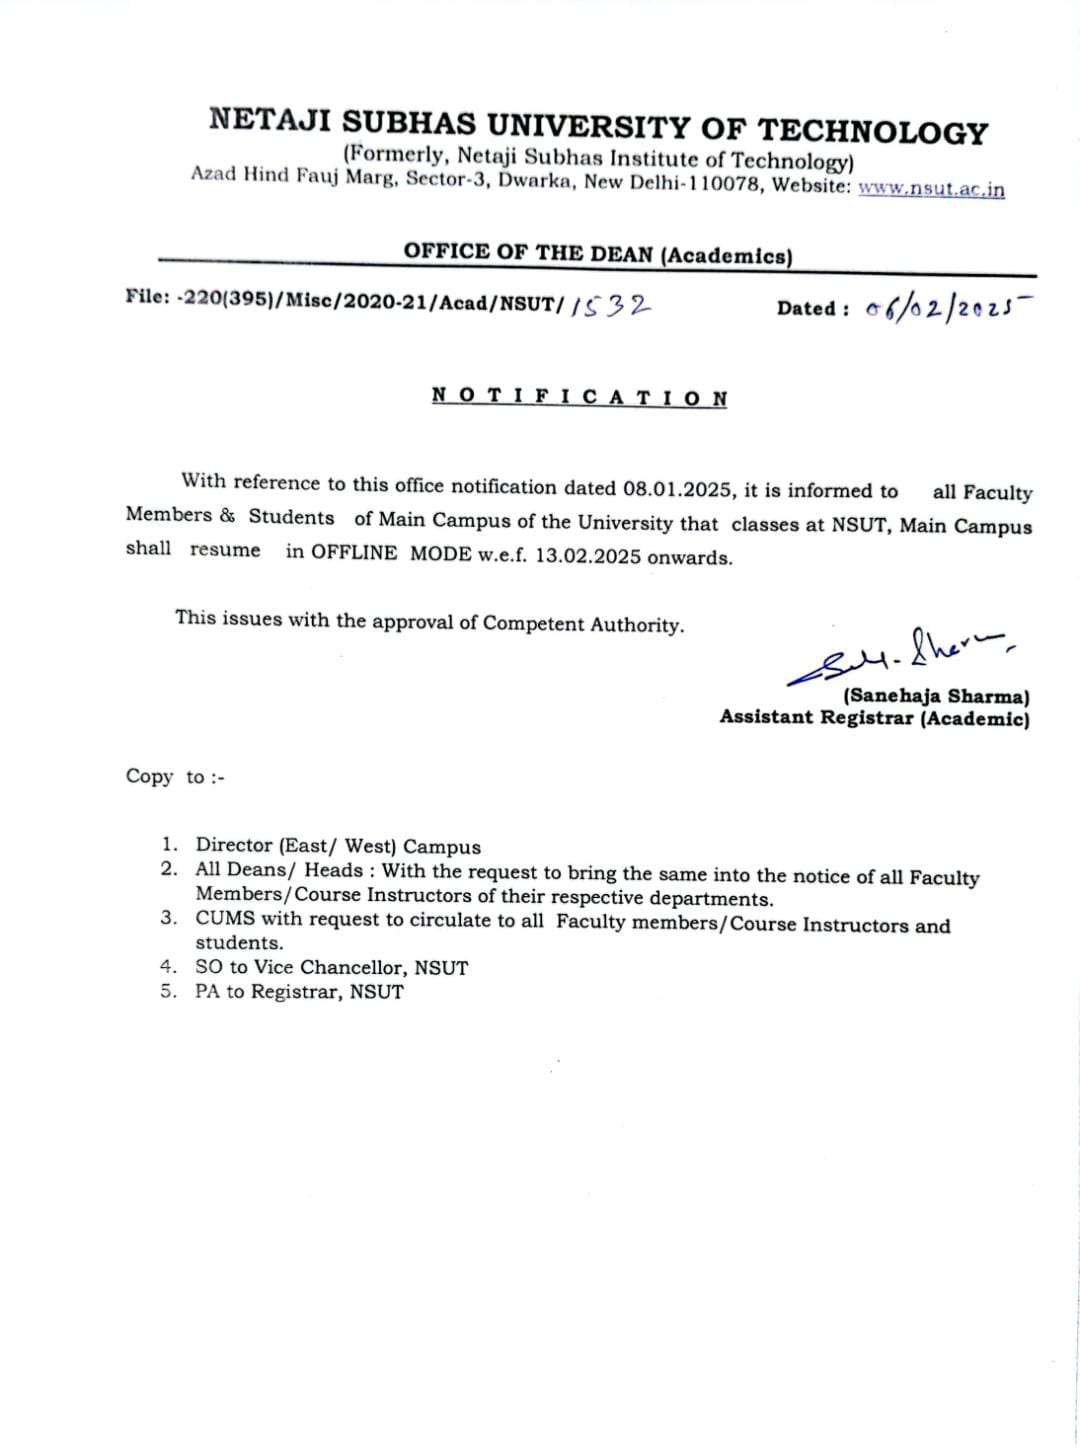 NETAJI SUBHAS UNIVERSITY OF TECHNOLOGY
(Formerly, Netaji Subhas Institute of Technology)
Azad Hind Fauj Marg, Sector-3, Dwarka, New Delhi-110078, Website: www.nsut.ac.in
OFFICE OF THE DEAN (Academics)
File: -220(395)/Misc/2020-21/Acad/NSUT/1532 Dated : 06/02/2025
N O T I F I C A T I O N
With reference to this office notification dated 08.01.2025, it is informed to all Faculty
Members & Students of Main Campus of the University that classes at NSUT, Main Campus
shall resume in OFFLINE MODE w.e.f. 13.02.2025 onwards.
This issues with the approval of Competent Authority.
(Sanehaja Sharma)
Assistant Registrar (Academic)
Copy to :-
1. Director (East/ West) Campus
2. All Deans/ Heads : With the request to bring the same into the notice of all Faculty
Members/Course Instructors of their respective departments.
3. CUMS with request to circulate to all Faculty members/Course Instructors and
students.
4. SO to Vice Chancellor, NSUT
5. PA to Registrar, NSUT